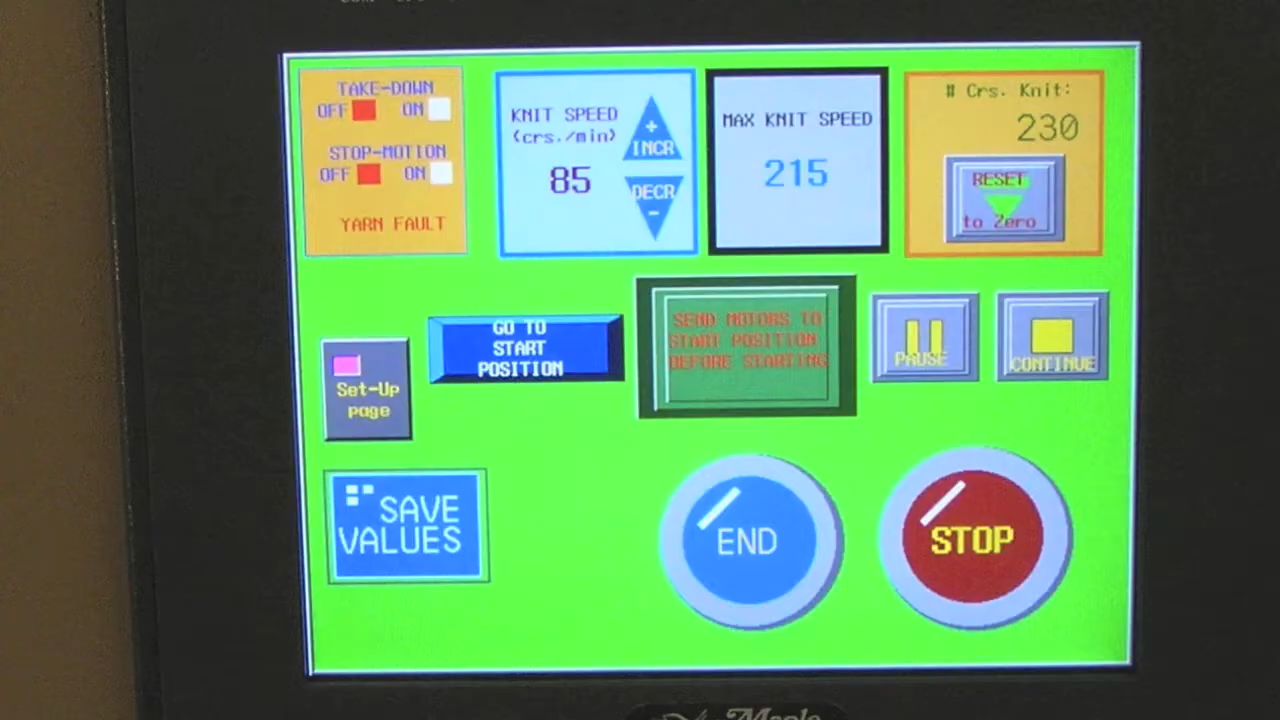 TAKE-DOWN
OFF ON
STOP-MOTION
OFF ON
YARN FAULT
KNIT SPEED
(crs./min)
85
+
INCR
DECR
-
MAX KNIT SPEED
215
# Crs. Knit:
230
RESET
to Zero
Set-Up
page
GO TO
START
POSITION
SEND MOTORS TO
START POSITION
BEFORE STARTING
PAUSE
CONTINUE
SAVE
VALUES
END
STOP
Maple